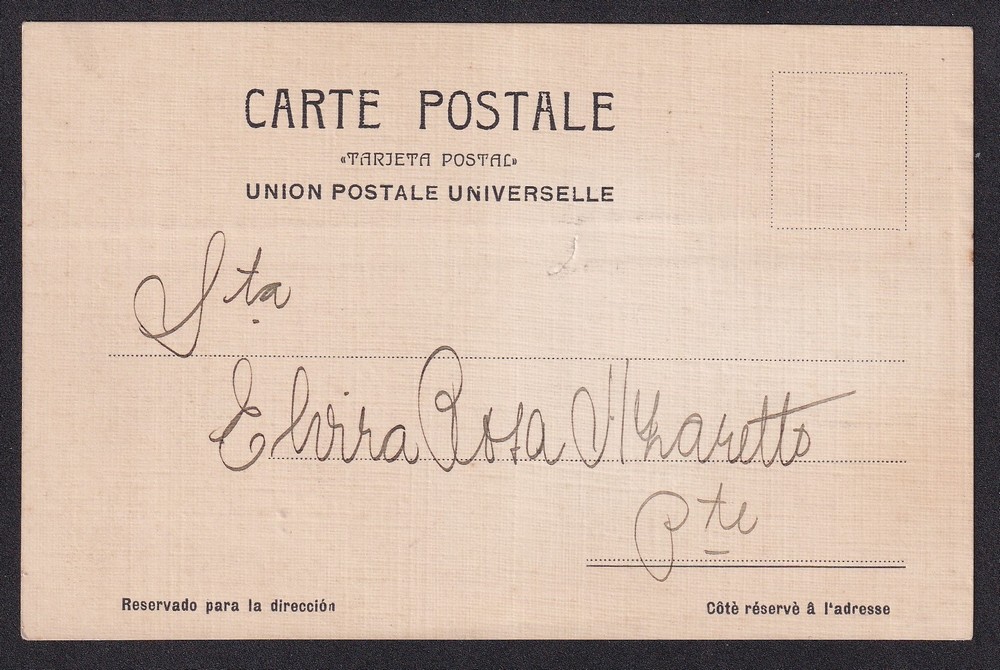 CARTE POSTALE
«TARJETA POSTAL»
UNION POSTALE UNIVERSELLE
Sta
Elvira Rosa
Pte
Reservado para la dirección
Côtè réservè â l'adresse